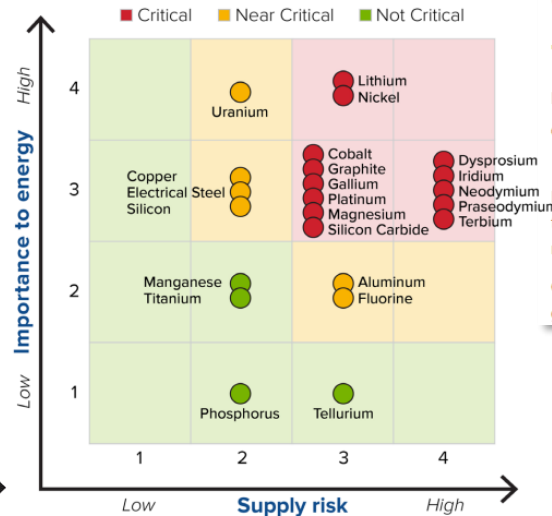 Critical Near Critical Not Critical
High
Importance to energy
Low
4
3
2
1
Uranium
Lithium
Nickel
Copper
Electrical Steel
Silicon
Cobalt
Graphite
Gallium
Platinum
Magnesium
Silicon Carbide
Dysprosium
Iridium
Neodymium
Praseodymium
Terbium
Manganese
Titanium
Aluminum
Fluorine
Phosphorus
Tellurium
1 2 3 4
Low Supply risk High